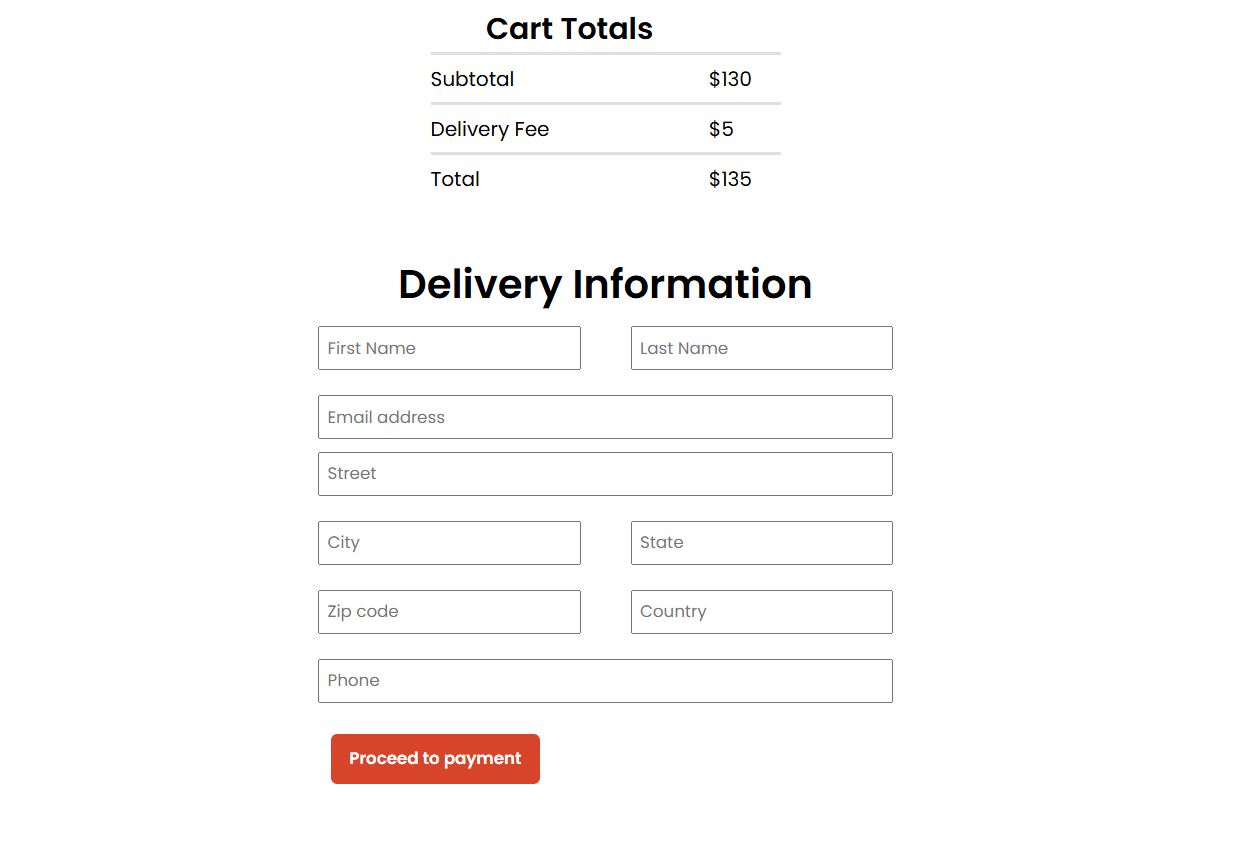 Cart Totals
Subtotal $130
Delivery Fee $5
Total $135
Delivery Information
First Name Last Name
Email address
Street
City State
Zip code Country
Phone
Proceed to payment